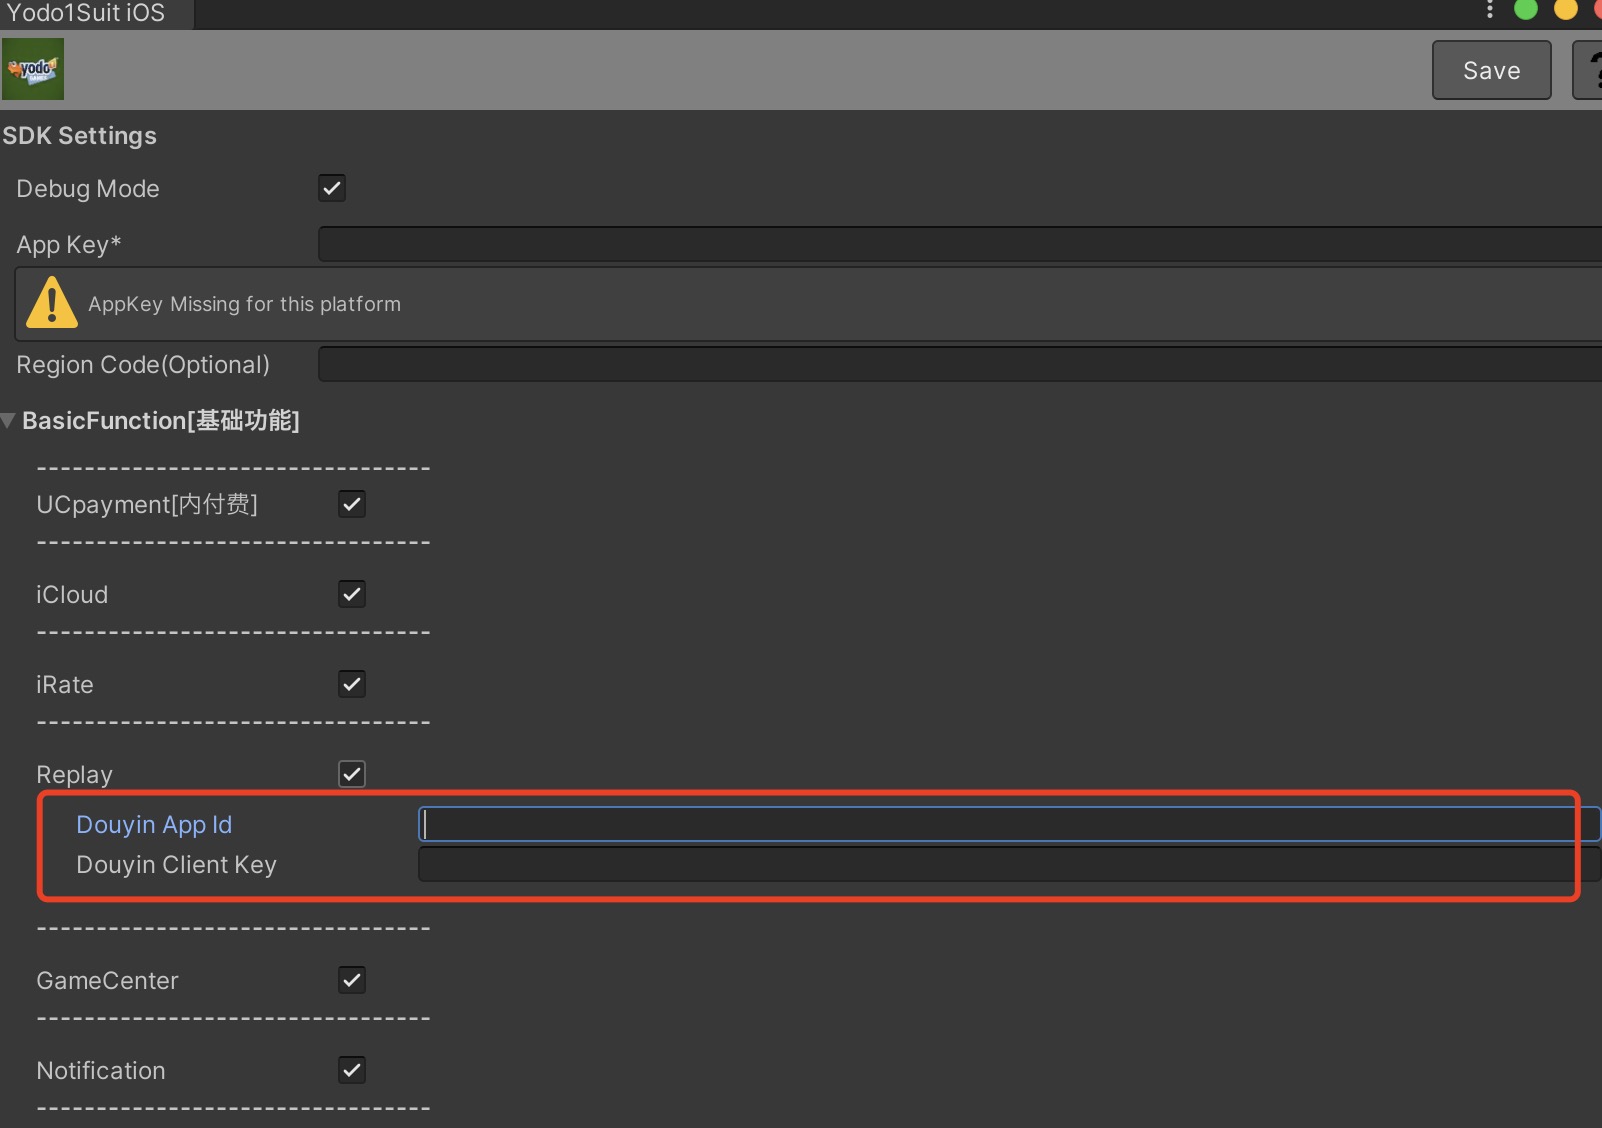 Yodo1Suit iOS
yodo1
GAMES
Save
?
SDK Settings
Debug Mode
App Key*
AppKey Missing for this platform
Region Code(Optional)
BasicFunction[基础功能]
---------------------------------
UCpayment[内付费]
---------------------------------
iCloud
---------------------------------
iRate
---------------------------------
Replay
Douyin App Id
Douyin Client Key
---------------------------------
GameCenter
---------------------------------
Notification
---------------------------------